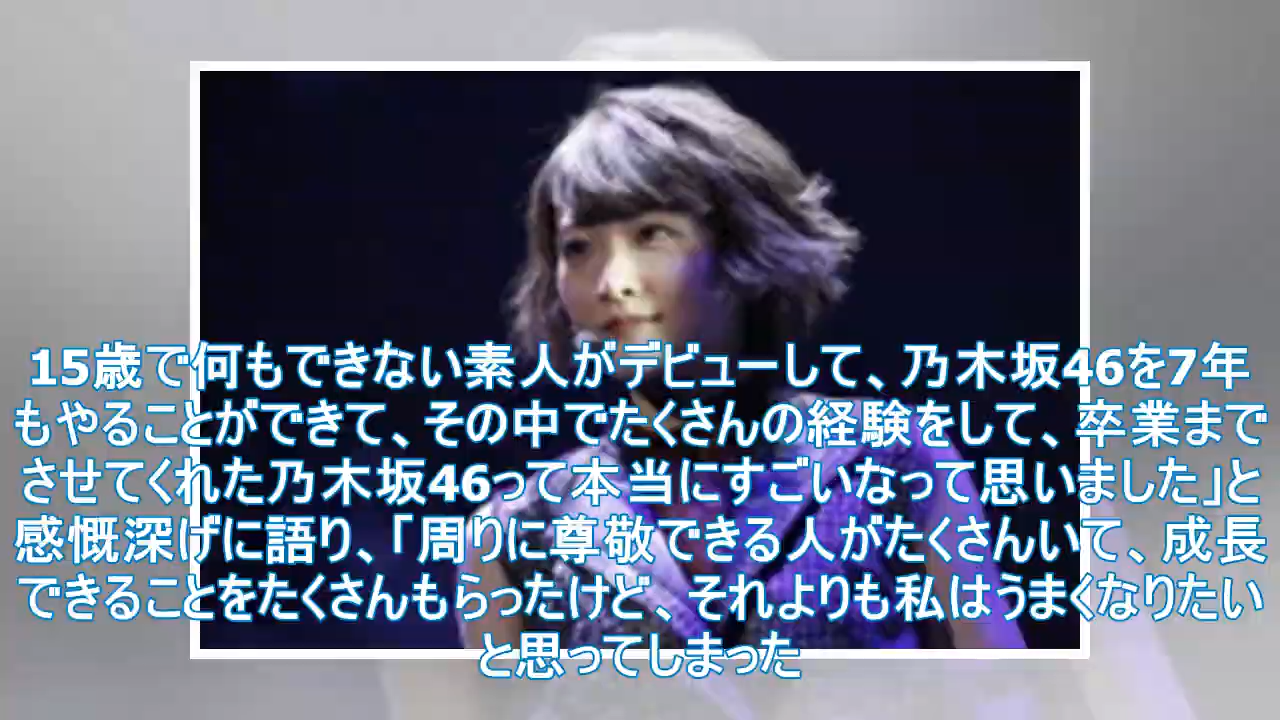 15歳で何もできない素人がデビューして、乃木坂46を7年
もやることができて、その中でたくさんの経験をして、卒業まで
させてくれた乃木坂46って本当にすごいなって思いました」と
感慨深げに語り、「周りに尊敬できる人がたくさんいて、成長
できることをたくさんもらったけど、それよりも私はうまくなりたい
と思ってしまった